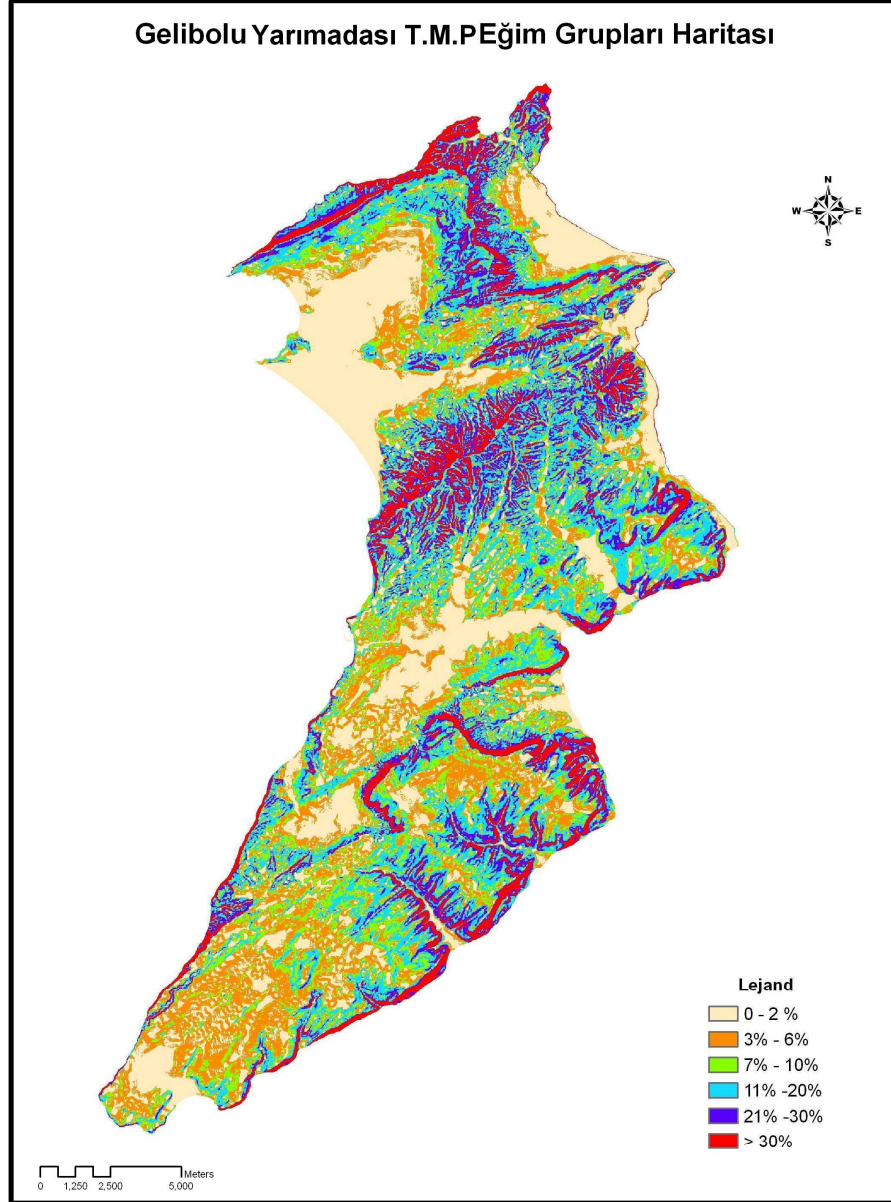 Gelibolu Yarımadası T.M.PEğim Grupları Haritası
N
W E
S
Lejand
0 - 2 %
3% - 6%
7% - 10%
11% -20%
21% -30%
> 30%
Meters
0 1,250 2,500 5,000